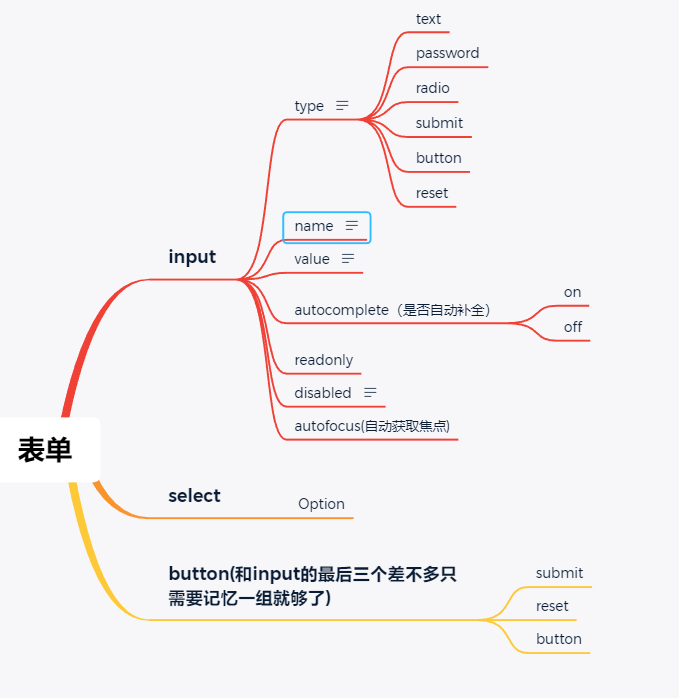 表单
input
type
text
password
radio
submit
button
reset
name
value
autocomplete（是否自动补全）
on
off
readonly
disabled
autofocus(自动获取焦点)
select
Option
button(和input的最后三个差不多只
需要记忆一组就够了)
submit
reset
button